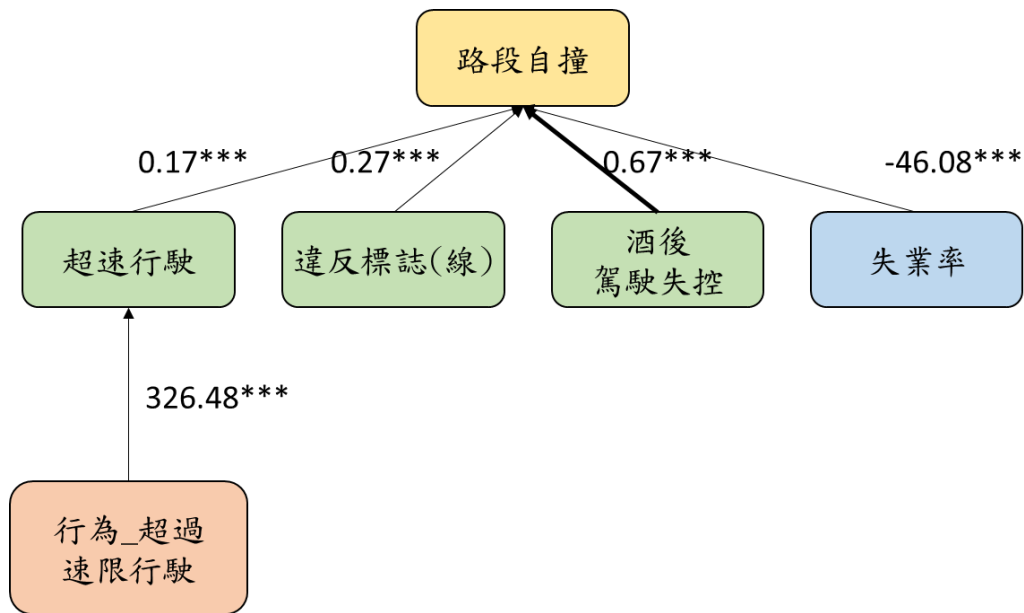 路段自撞
0.17***
0.27***
0.67***
-46.08***
超速行駛
違反標誌(線)
酒後
駕駛失控
失業率
326.48***
行為_超過
速限行駛